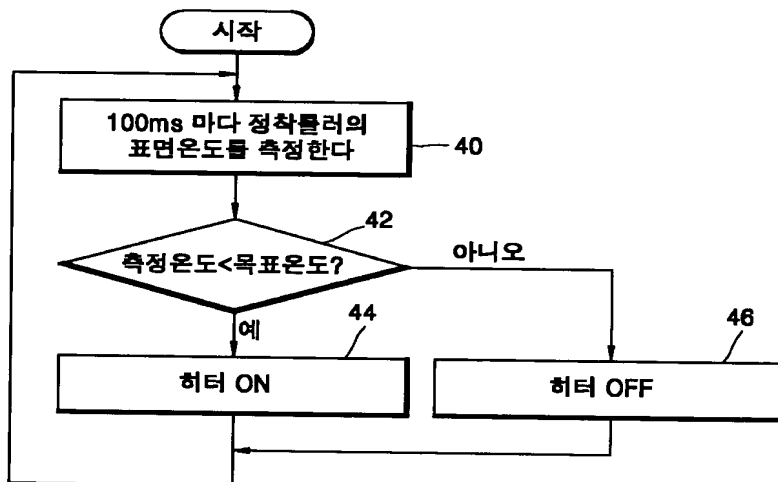 시작
100ms 마다 정착롤러의
표면온도를 측정한다
40
42
측정온도<목표온도?
아니오
예
44
히터 ON
46
히터 OFF